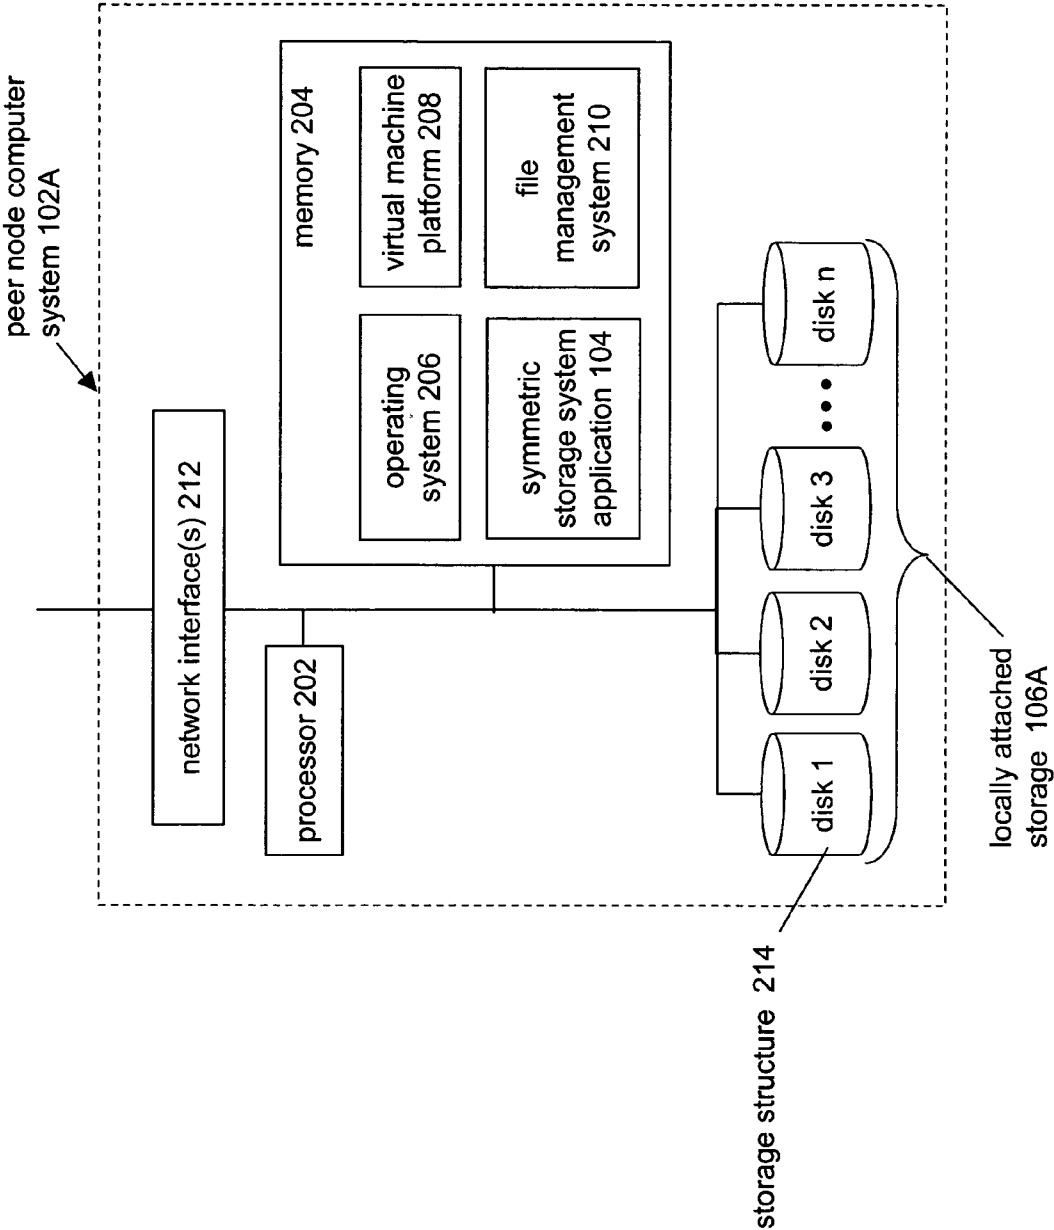 peer node computer
system 102A
network interface(s) 212
processor 202
memory 204
operating
system 206
virtual machine
platform 208
symmetric
storage system
application 104
file
management
system 210
disk 1
disk 2
disk 3
disk n
storage structure 214
locally attached
storage 106A